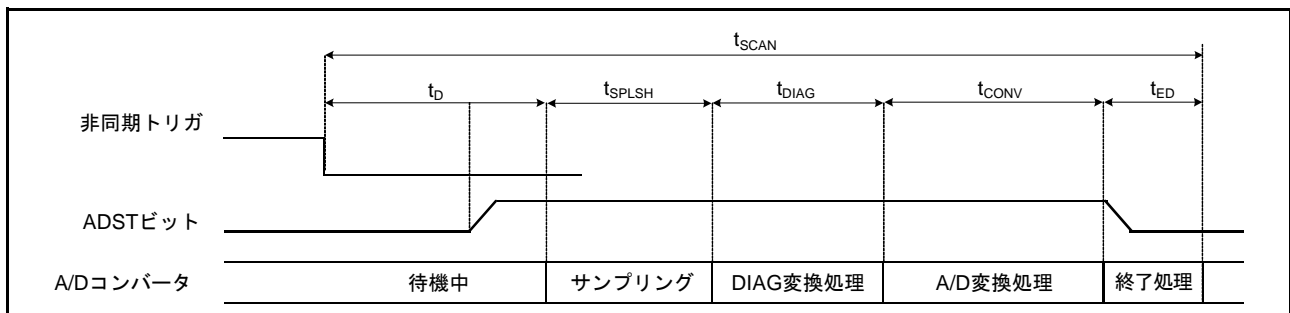 tSCAN
tD tSPLSH tDIAG tCONV tED
非同期トリガ
ADSTビット
A/Dコンバータ 待機中 サンプリング DIAG変換処理 A/D変換処理 終了処理